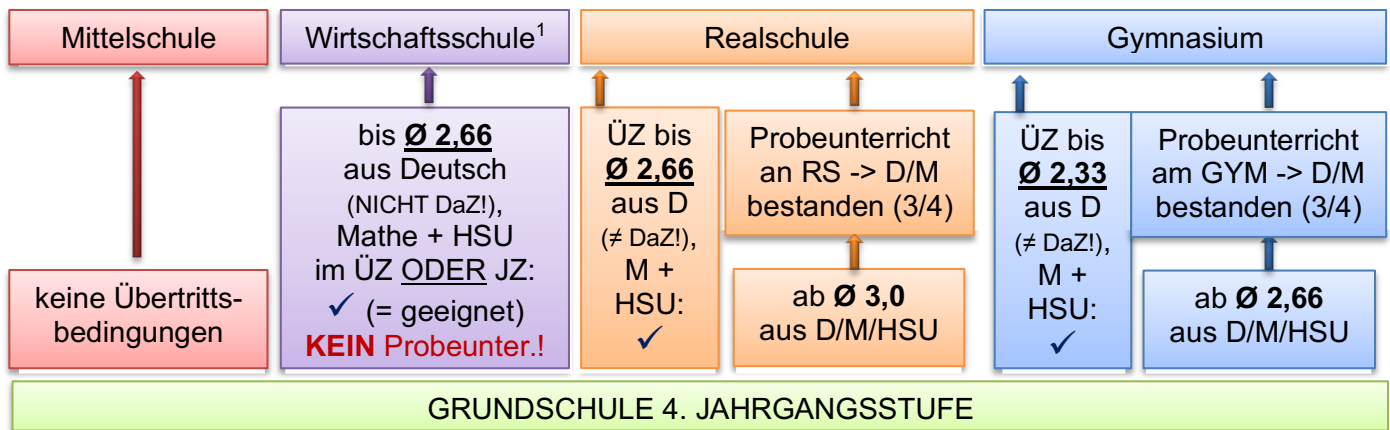 Mittelschule
Wirtschaftsschule¹
Realschule
Gymnasium
keine Übertritts-
bedingungen
bis Ø 2,66
aus Deutsch
(NICHT DaZ!),
Mathe + HSU
im ÜZ ODER JZ:
✓ (= geeignet)
KEIN Probeunter.!
ÜZ bis
Ø 2,66
aus D
(≠ DaZ!),
M +
HSU:
✓
Probeunterricht
an RS -> D/M
bestanden (3/4)
ab Ø 3,0
aus D/M/HSU
ÜZ bis
Ø 2,33
aus D
(≠ DaZ!),
M +
HSU:
✓
Probeunterricht
am GYM -> D/M
bestanden (3/4)
ab Ø 2,66
aus D/M/HSU
GRUNDSCHULE 4. JAHRGANGSSTUFE